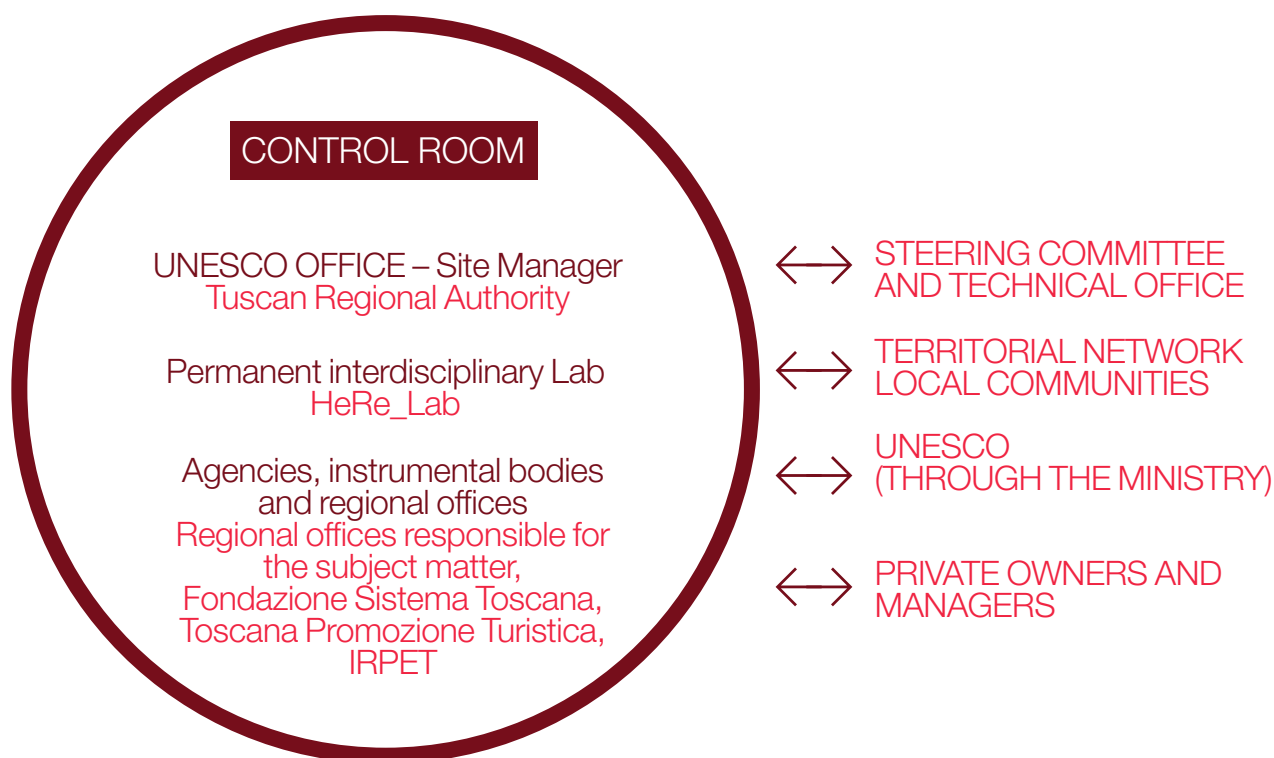 CONTROL ROOM
UNESCO OFFICE – Site Manager
Tuscan Regional Authority
Permanent interdisciplinary Lab
HeRe_Lab
Agencies, instrumental bodies
and regional offices
Regional offices responsible for
the subject matter,
Fondazione Sistema Toscana,
Toscana Promozione Turistica,
IRPET
STEERING COMMITTEE
AND TECHNICAL OFFICE
TERRITORIAL NETWORK
LOCAL COMMUNITIES
UNESCO
(THROUGH THE MINISTRY)
PRIVATE OWNERS AND
MANAGERS